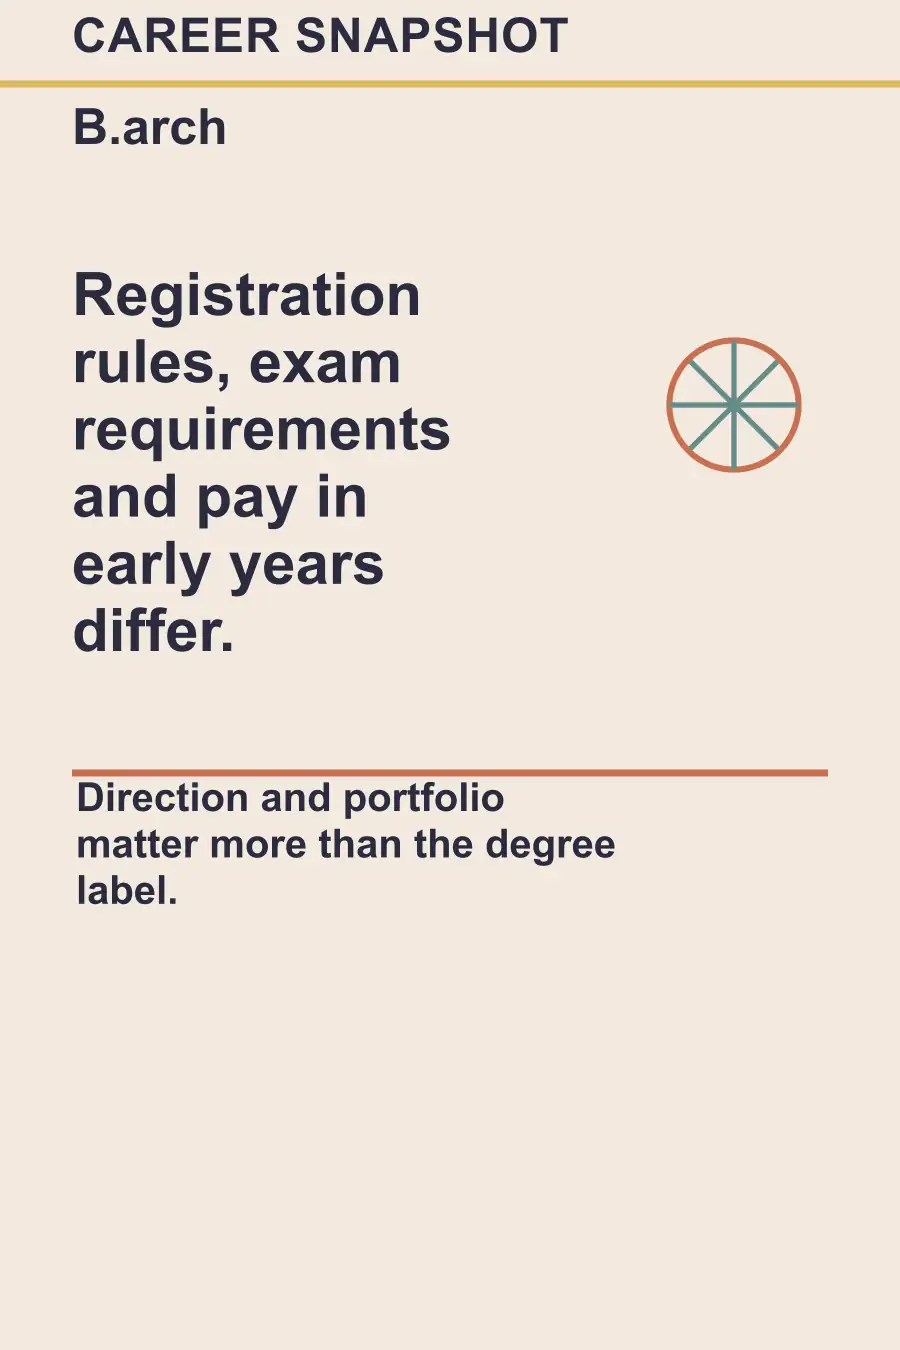 CAREER SNAPSHOT
B.arch
Registration
rules, exam
requirements
and pay in
early years
differ.
Direction and portfolio
matter more than the degree
label.